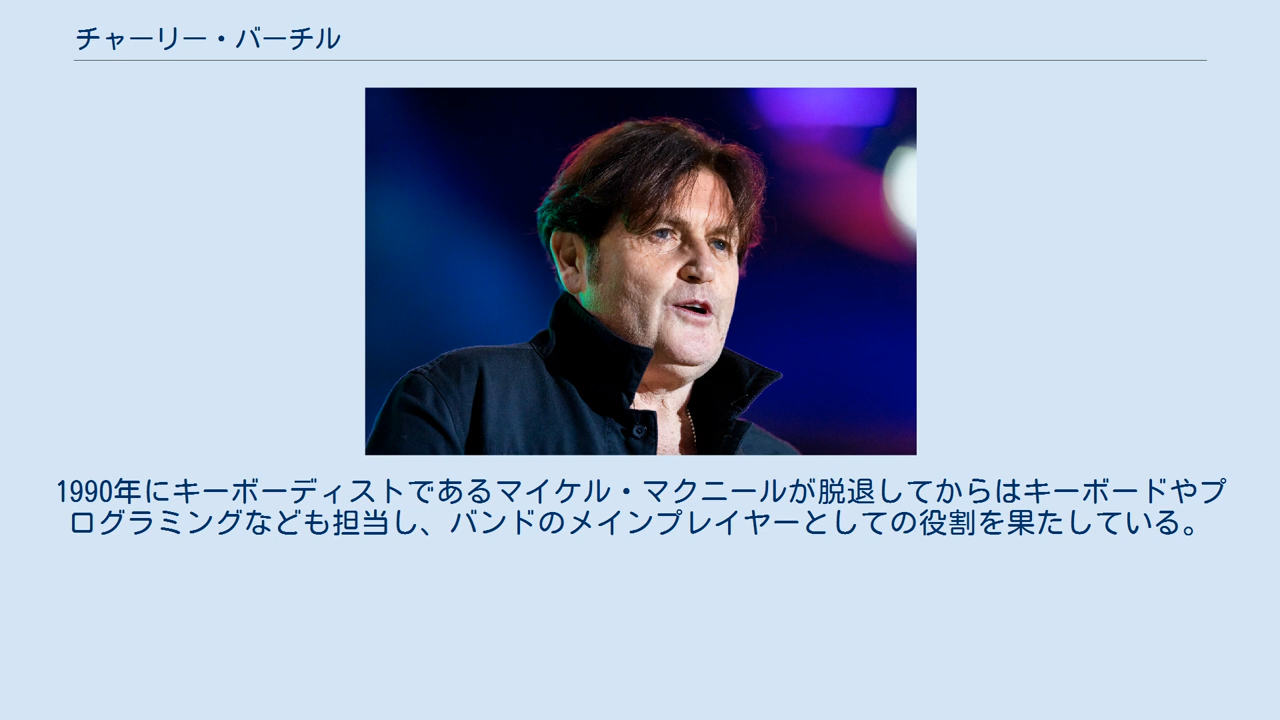 チャーリー・バーチル
1990年にキーボーディストであるマイケル・マクニールが脱退してからはキーボードやプ
ログラミングなども担当し、バンドのメインプレイヤーとしての役割を果たしている。